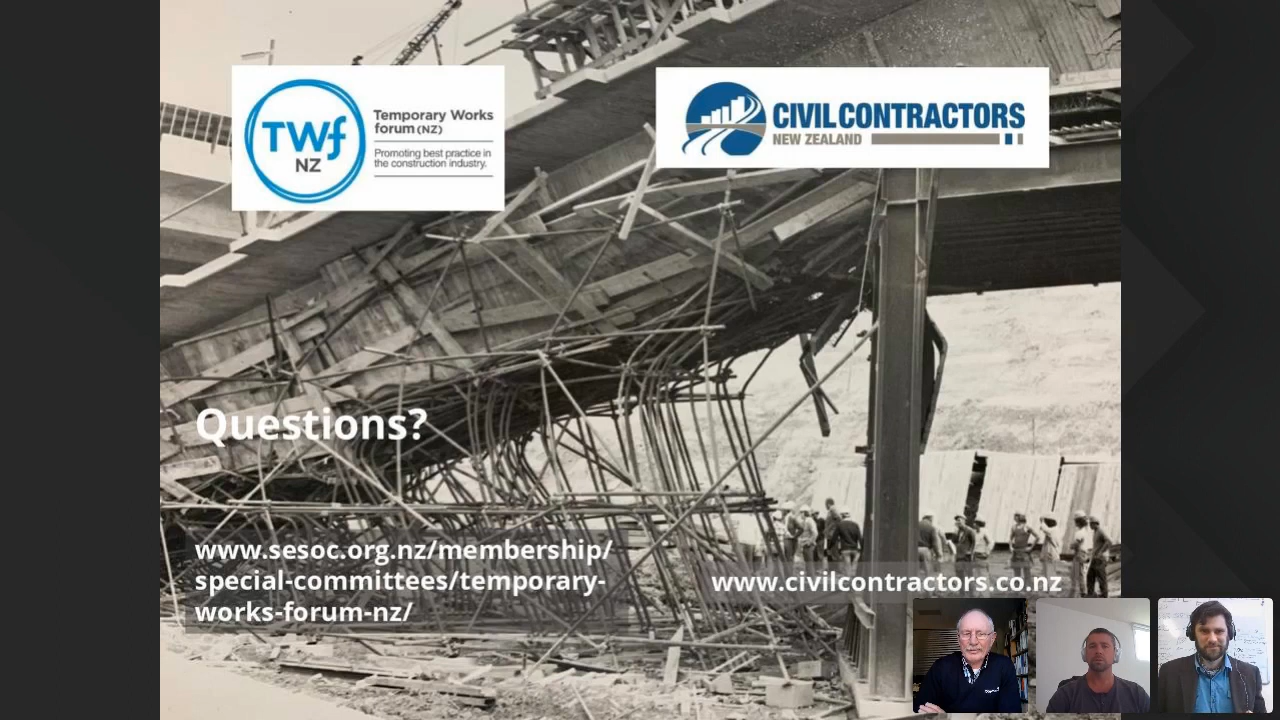 TWf
NZ
Temporary Works
forum (NZ)
Promoting best practice in
the construction industry.
CIVIL CONTRACTORS
NEW ZEALAND
Questions?
www.sesoc.org.nz/membership/
special-committees/temporary-
works-forum-nz/
www.civilcontractors.co.nz